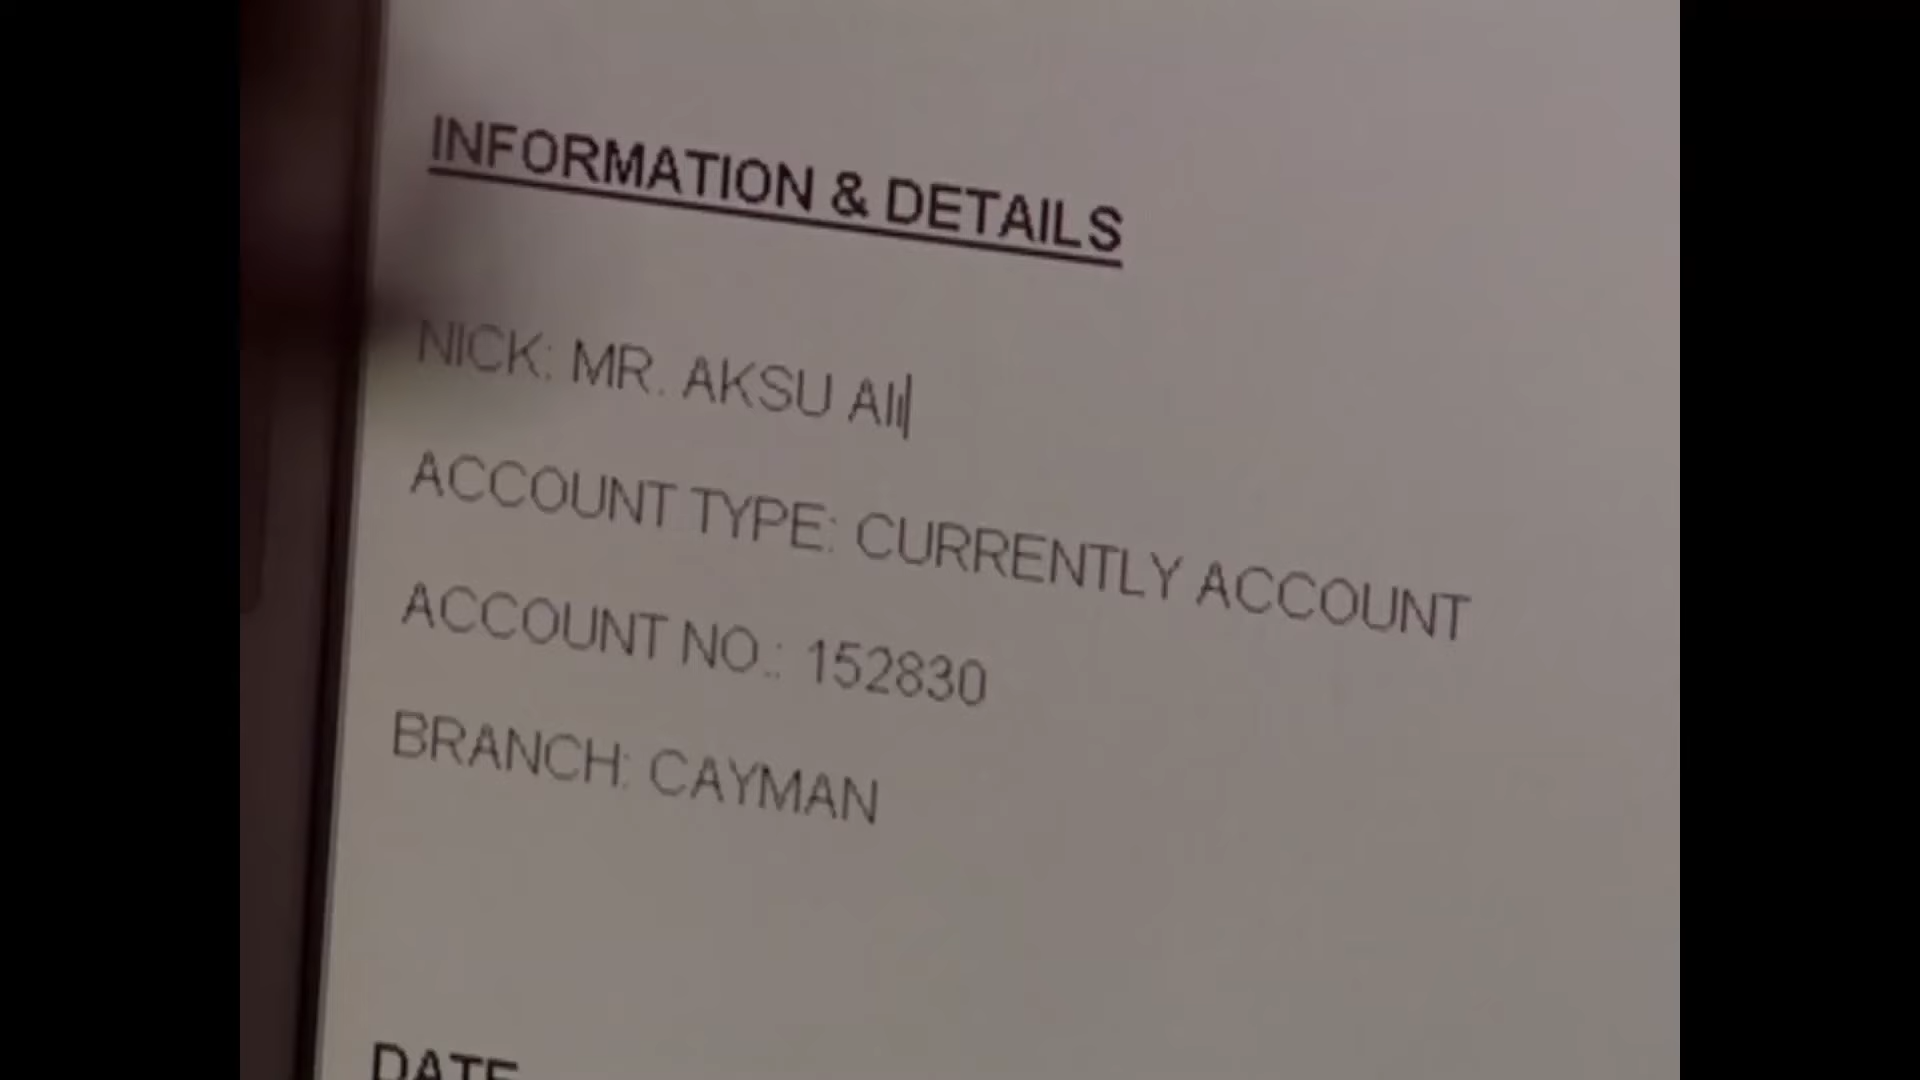 INFORMATION & DETAILS
NICK: MR. AKSU Ali
ACCOUNT TYPE: CURRENTLY ACCOUNT
ACCOUNT NO.: 152830
BRANCH: CAYMAN
DATE